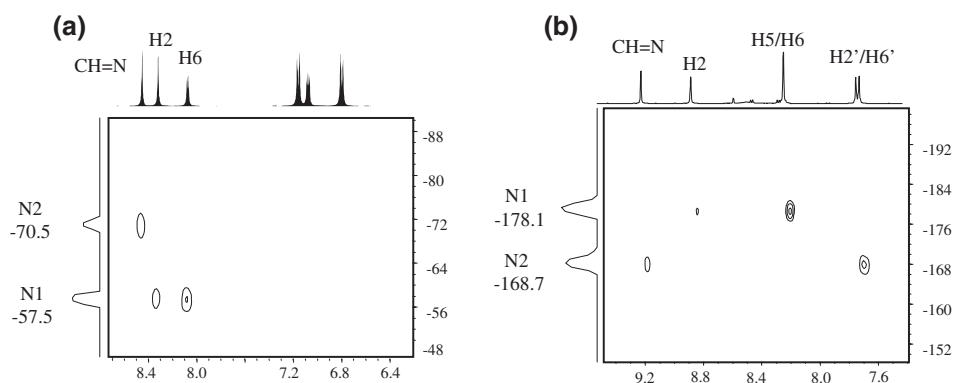 (a)
CH=N
H2
H6
-88
-80
-72
-64
-56
-48
N2
-70.5
N1
-57.5
8.4 8.0 7.2 6.8 6.4
(b)
CH=N
H2
H5/H6
H2'/H6'
-192
-184
-176
-168
-160
-152
N1
-178.1
N2
-168.7
9.2 8.8 8.4 8.0 7.6